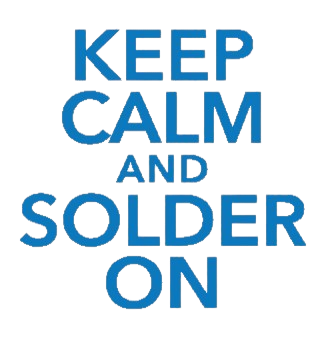 KEEP
CALM
AND
SOLDER
ON